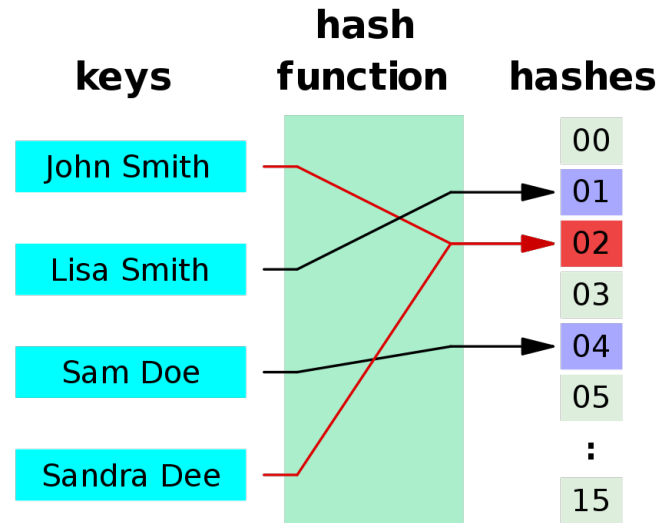 keys
hash
function
hashes
John Smith
Lisa Smith
Sam Doe
Sandra Dee
00
01
02
03
04
05
:
15